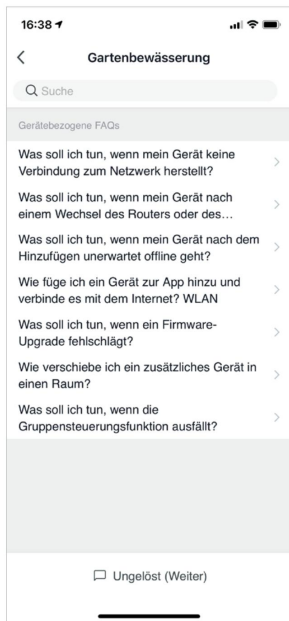 16:38
Gartenbewässerung
Suche
Gerätebezogene FAQs
Was soll ich tun, wenn mein Gerät keine
Verbindung zum Netzwerk herstellt?
Was soll ich tun, wenn mein Gerät nach
einem Wechsel des Routers oder des...
Was soll ich tun, wenn mein Gerät nach dem
Hinzufügen unerwartet offline geht?
Wie füge ich ein Gerät zur App hinzu und
verbinde es mit dem Internet? WLAN
Was soll ich tun, wenn ein Firmware-
Upgrade fehlschlägt?
Wie verschiebe ich ein zusätzliches Gerät in
einen Raum?
Was soll ich tun, wenn die
Gruppensteuerungsfunktion ausfällt?
Ungelöst (Weiter)